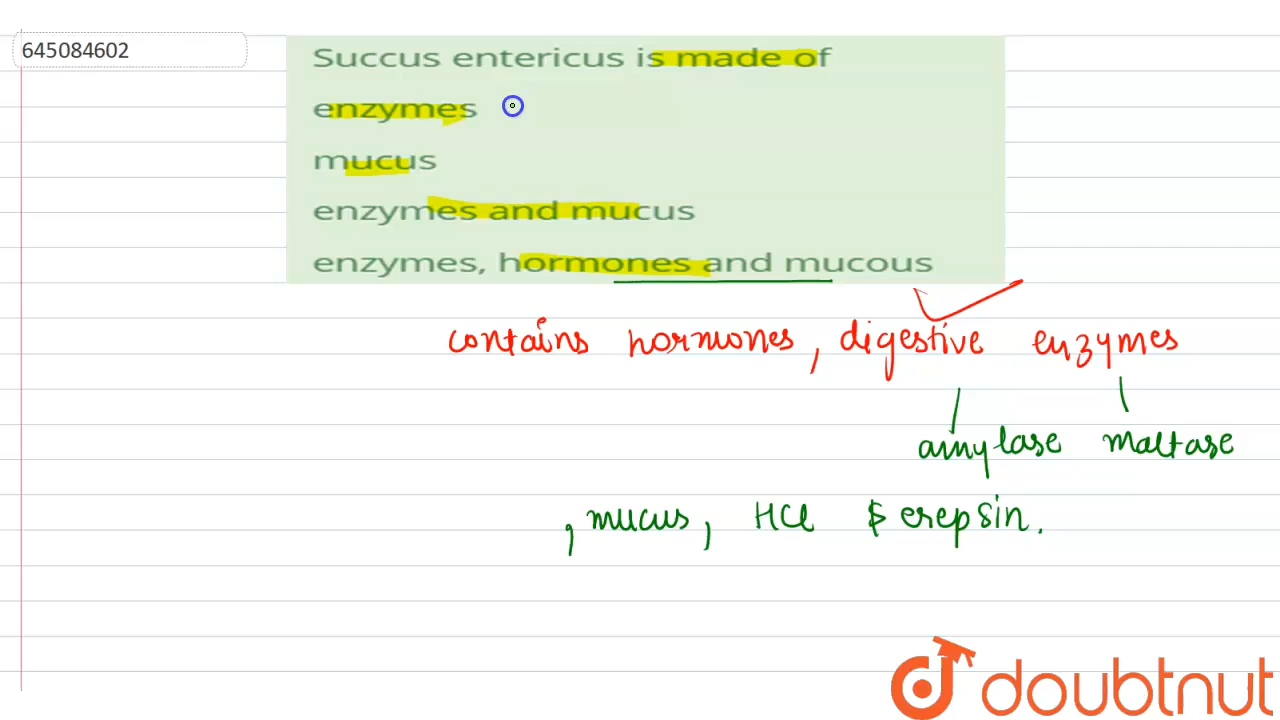 645084602
Succus entericus is made of
enzymes
mucus
enzymes and mucus
enzymes, hormones and mucous
contains hormones, digestive enzymes
amylase maltase
, mucus, HCl & erepsin.
doubtnut